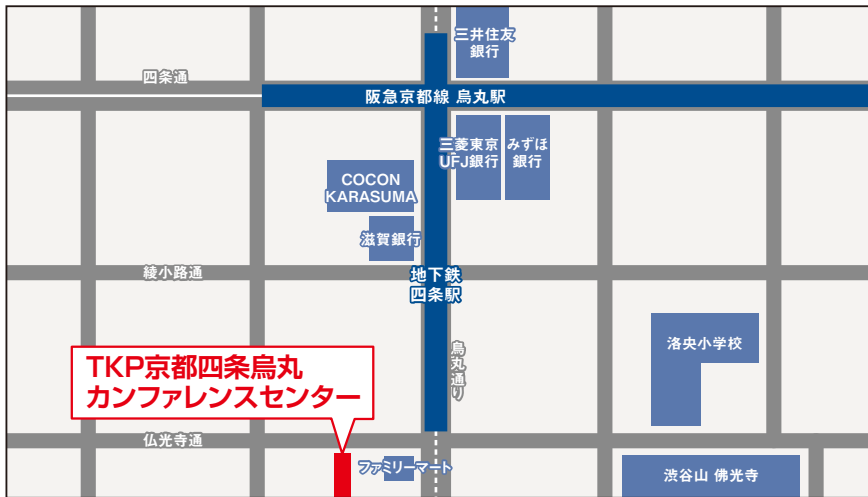 三井住友
銀行
四条通
阪急京都線 烏丸駅
三菱東京
UFJ銀行
みずほ
銀行
COCON
KARASUMA
滋賀銀行
綾小路通
地下鉄
四条駅
烏丸通り
洛央小学校
TKP京都四条烏丸
カンファレンスセンター
仏光寺通
ファミリーマート
渋谷山 佛光寺